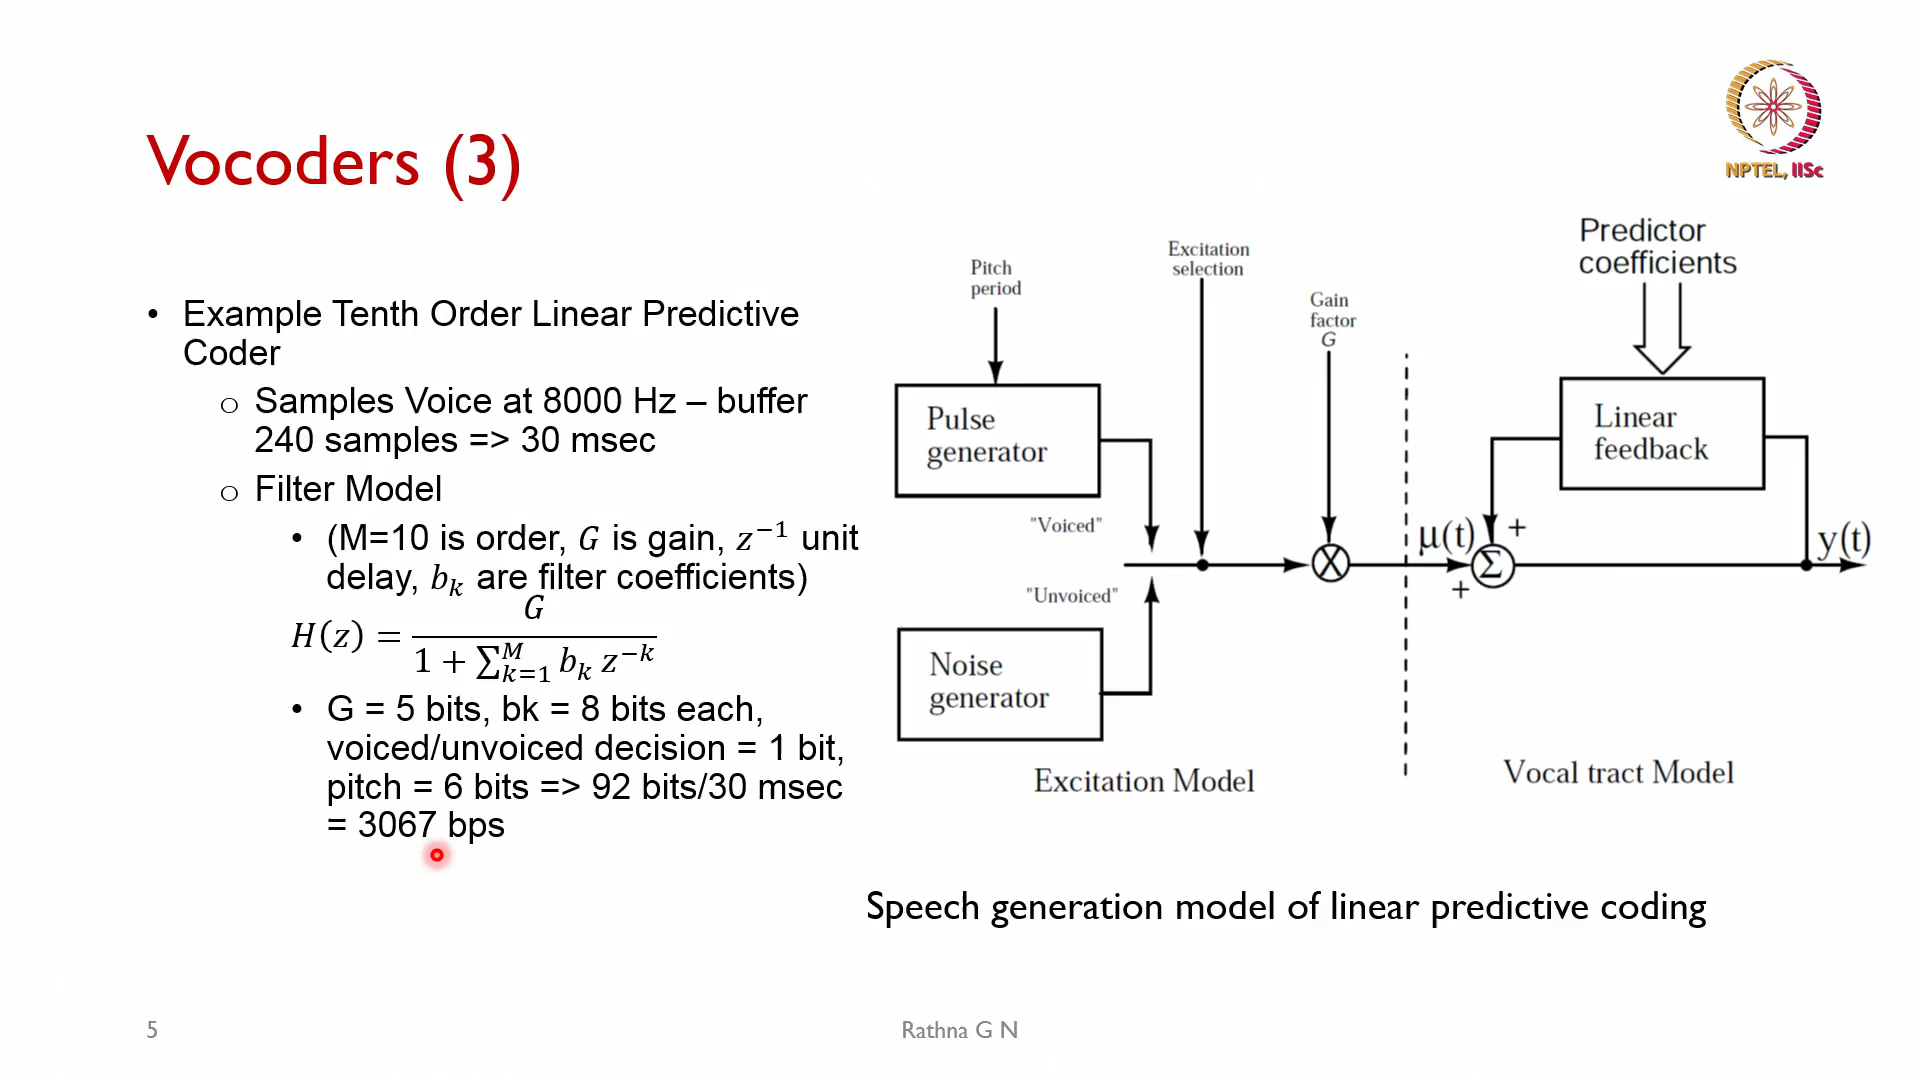 Vocoders (3)
NPTEL, IISc
• Example Tenth Order Linear Predictive
Coder
o Samples Voice at 8000 Hz – buffer
240 samples => 30 msec
o Filter Model
• (M=10 is order, G is gain, z⁻¹ unit
delay, bₖ are filter coefficients)
H(z) = G / (1 + ∑ₖ₌₁ᴹ bₖ z⁻ᵏ)
• G = 5 bits, bk = 8 bits each,
voiced/unvoiced decision = 1 bit,
pitch = 6 bits => 92 bits/30 msec
= 3067 bps
Pitch
period
Excitation
selection
Gain
factor
G
Predictor
coefficients
Pulse
generator
Linear
feedback
"Voiced"
μ(t)
+
y(t)
X
Σ
+
"Unvoiced"
Noise
generator
Excitation Model
Vocal tract Model
Speech generation model of linear predictive coding
5
Rathna G N